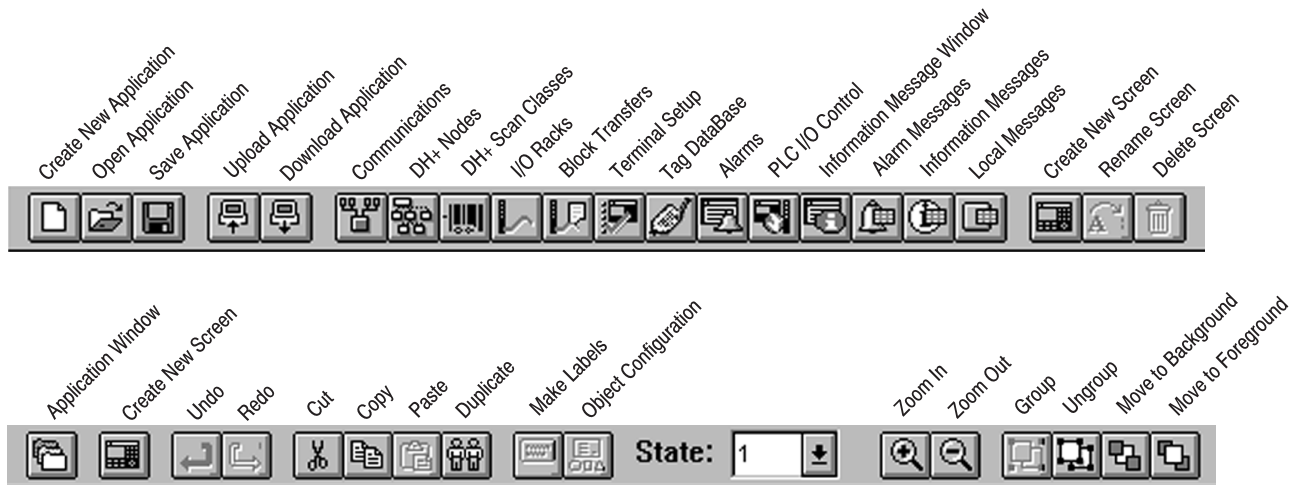 Create New Application
Open Application
Save Application
Upload Application
Download Application
Communications
DH+ Nodes
DH+ Scan Classes
I/O Racks
Block Transfers
Terminal Setup
Tag DataBase
Alarms
PLC I/O Control
Information Message Window
Alarm Messages
Information Messages
Local Messages
Create New Screen
Rename Screen
Delete Screen
Application Window
Create New Screen
Undo
Redo
Cut
Copy
Paste
Duplicate
Make Labels
Object Configuration
State: 1
Zoom In
Zoom Out
Group
Ungroup
Move to Background
Move to Foreground